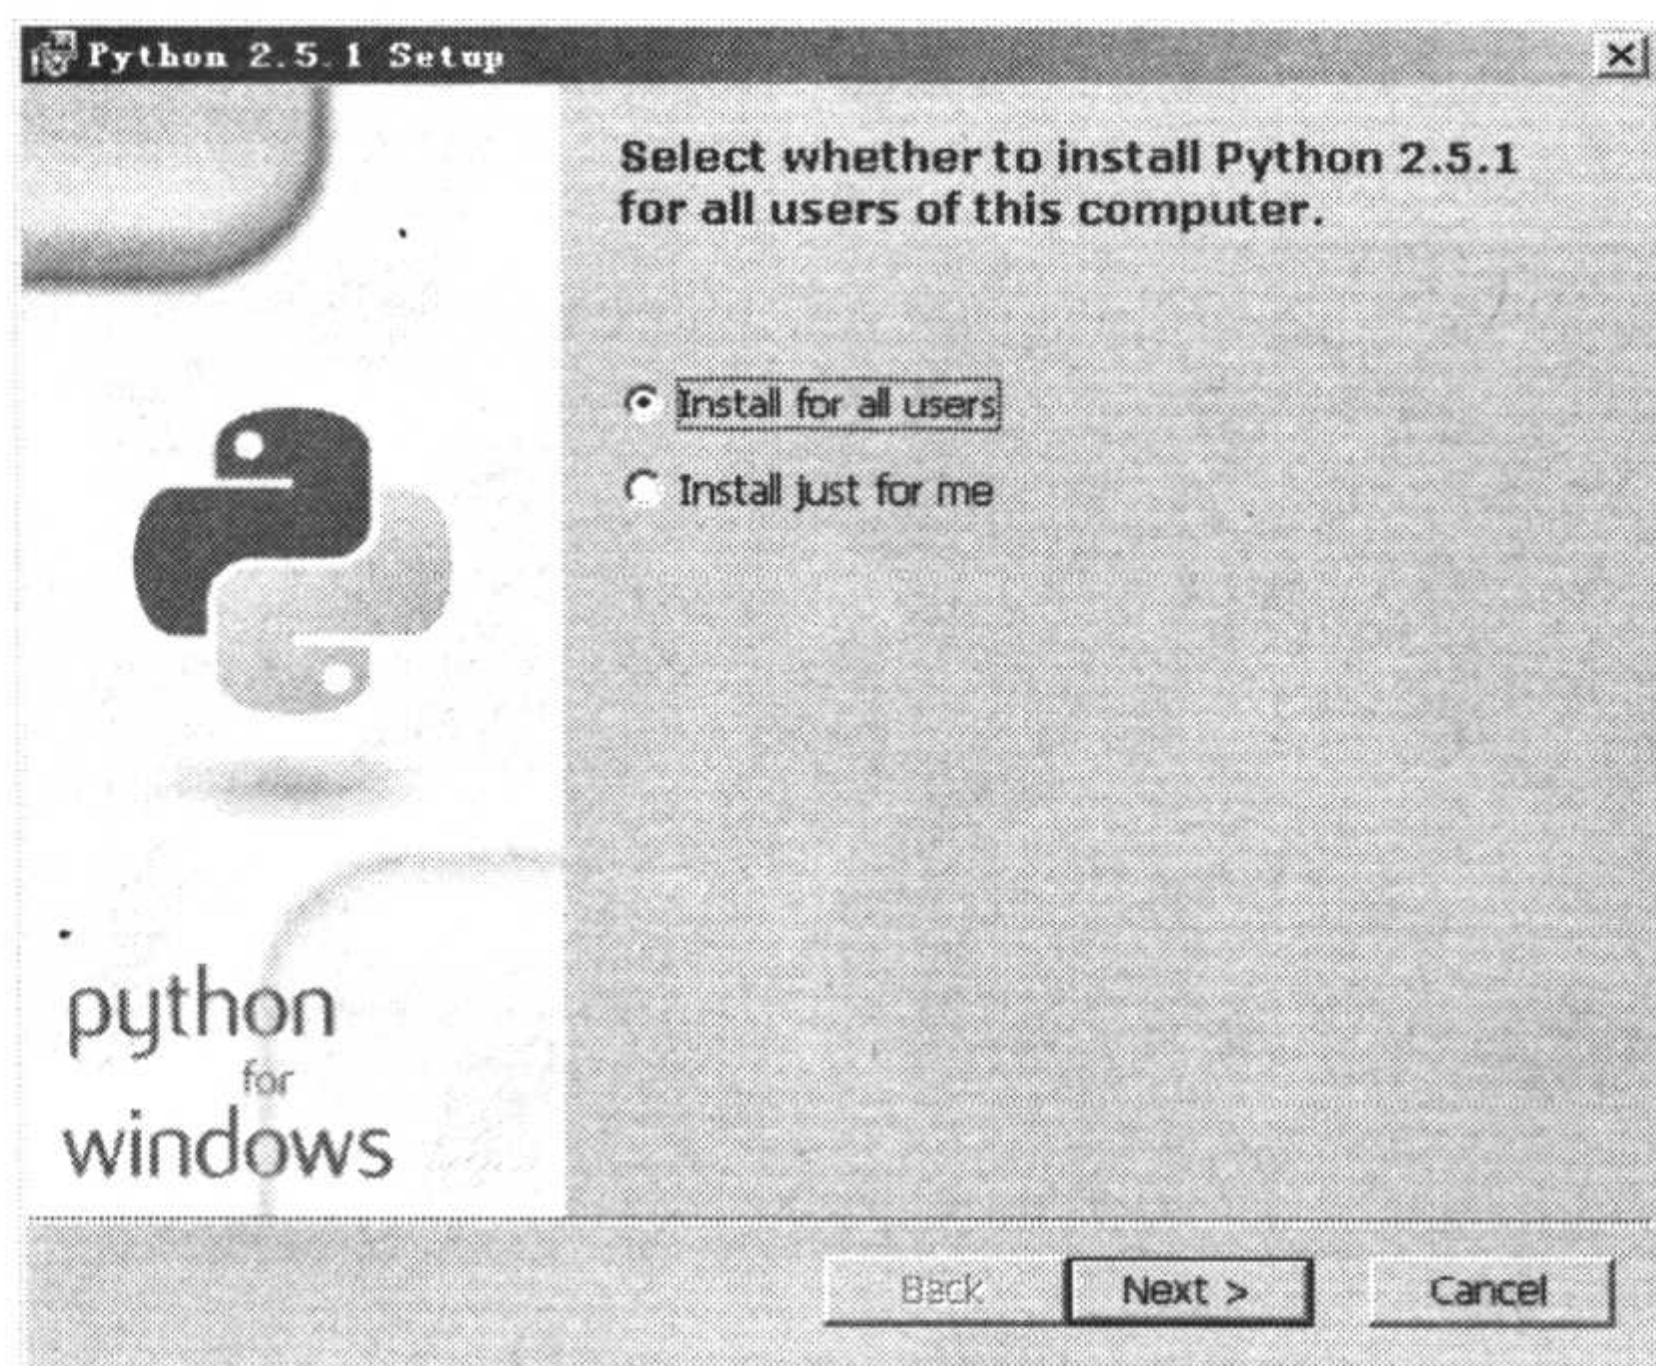 Python 2.5.1 Setup
Select whether to install Python 2.5.1
for all users of this computer.
Install for all users
Install just for me
python
for
windows
Back
Next >
Cancel